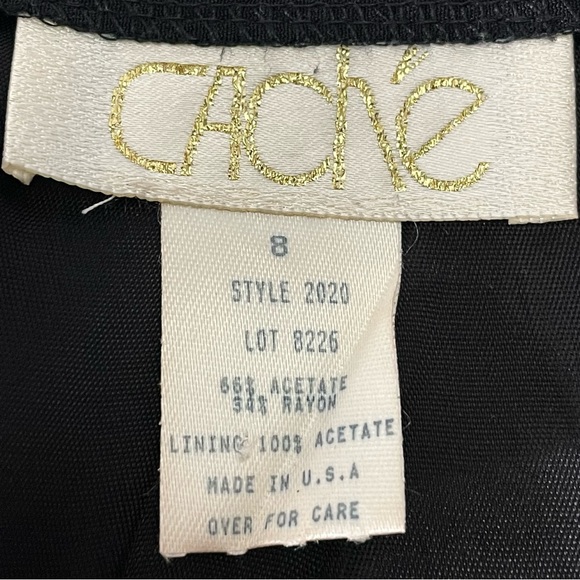 CAché
8
STYLE 2020
LOT 8226
66% ACETATE
34% RAYON
LINING 100% ACETATE
MADE IN U.S.A
OVER FOR CARE